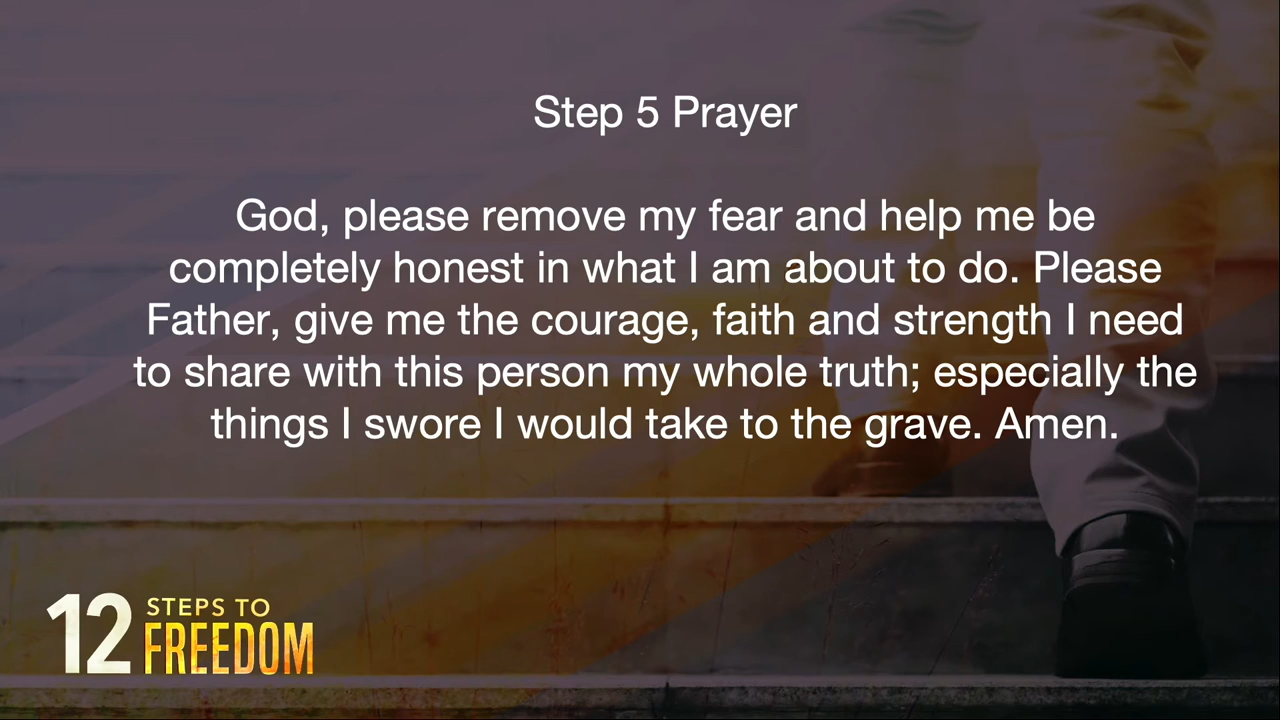 Step 5 Prayer
God, please remove my fear and help me be
completely honest in what I am about to do. Please
Father, give me the courage, faith and strength I need
to share with this person my whole truth; especially the
things I swore I would take to the grave. Amen.
12 STEPS TO
FREEDOM